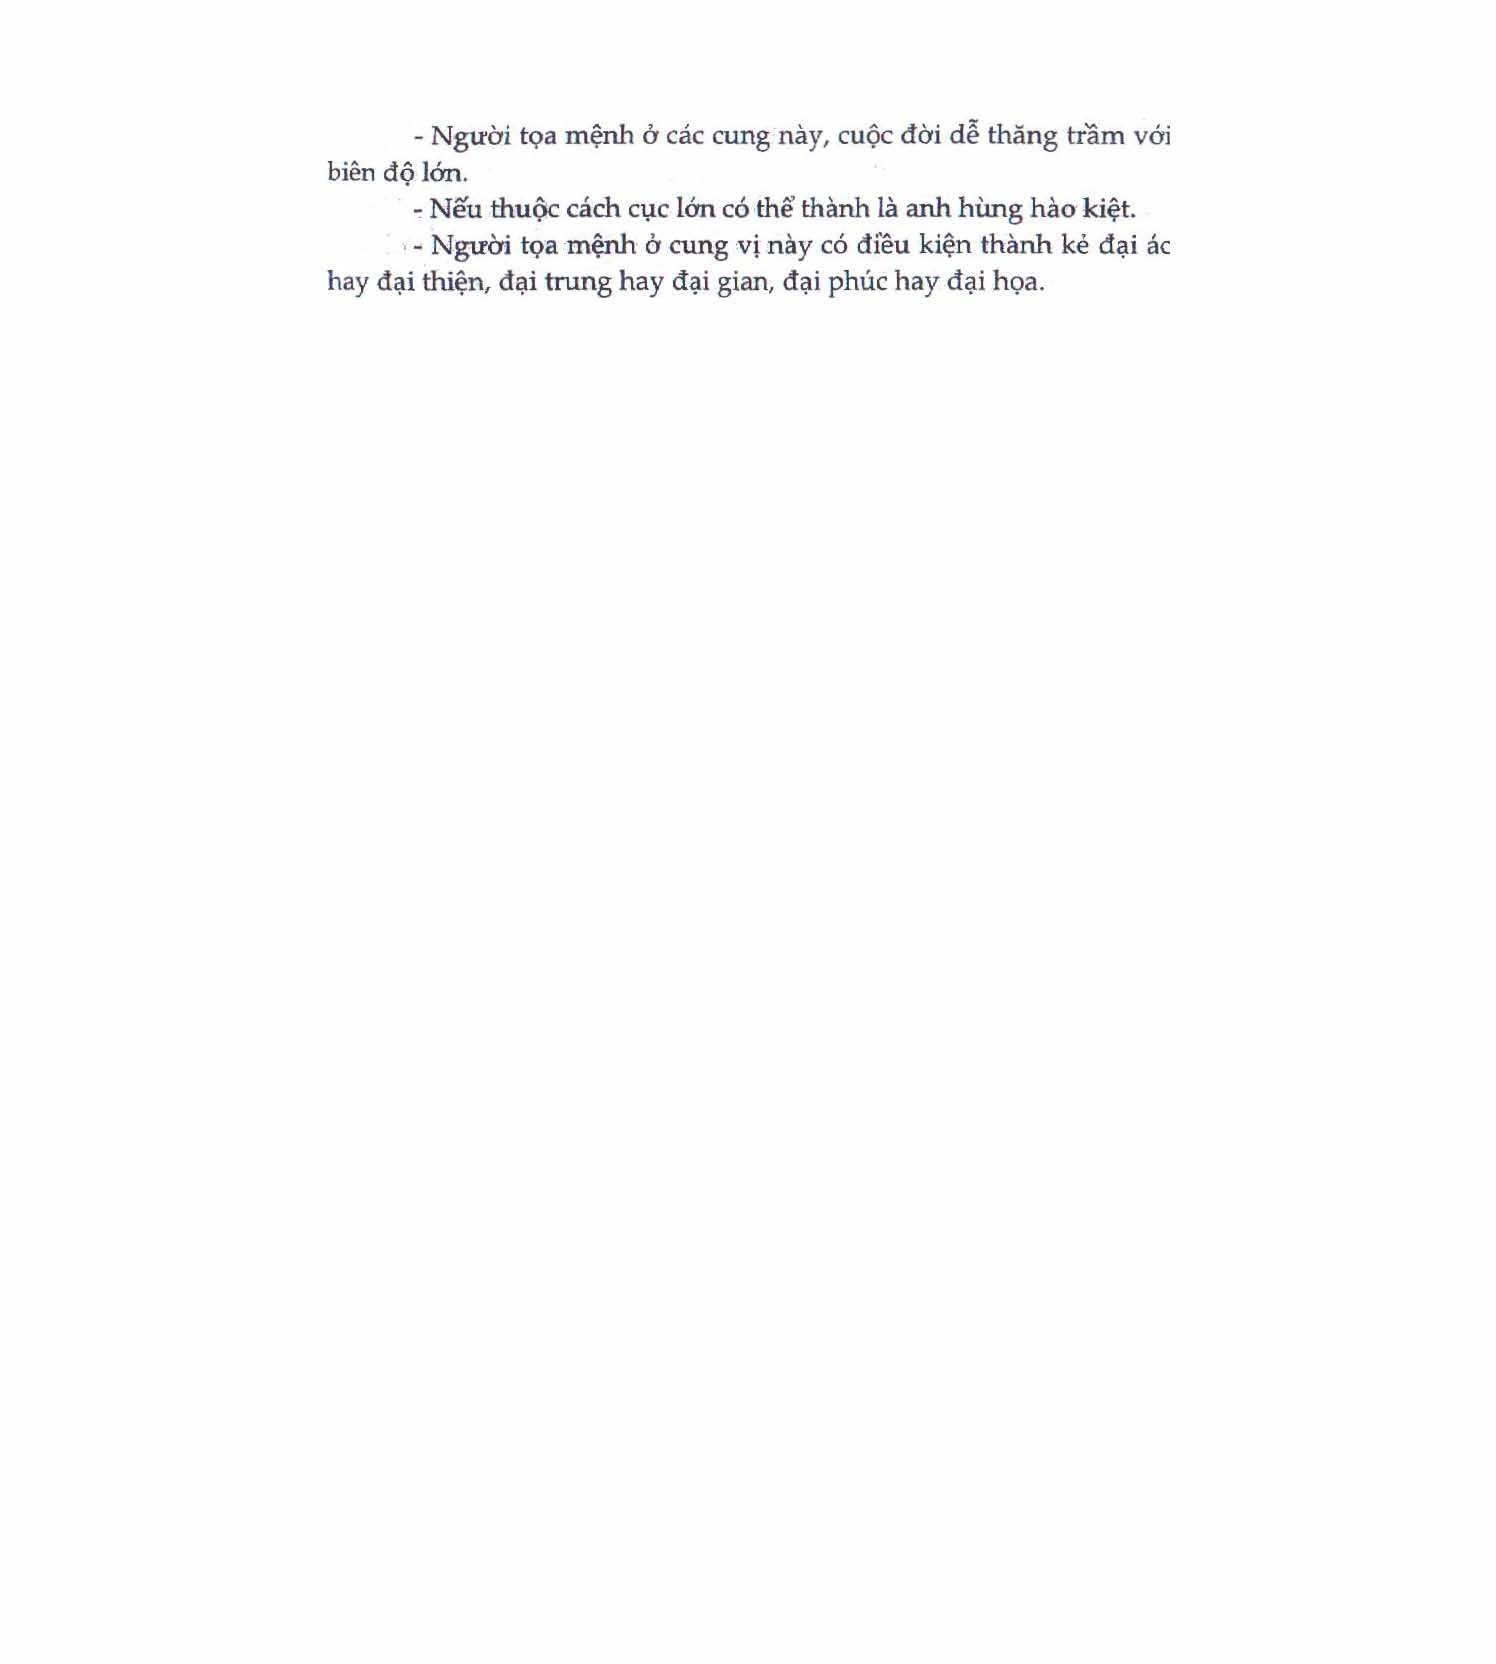 - Người tọa mệnh ở các cung này, cuộc đời dễ thăng trầm với
biên độ lớn.
- Nếu thuộc cách cục lớn có thể thành là anh hùng hào kiệt.
- Người tọa mệnh ở cung vị này có điều kiện thành kẻ đại ác
hay đại thiện, đại trung hay đại gian, đại phúc hay đại họa.